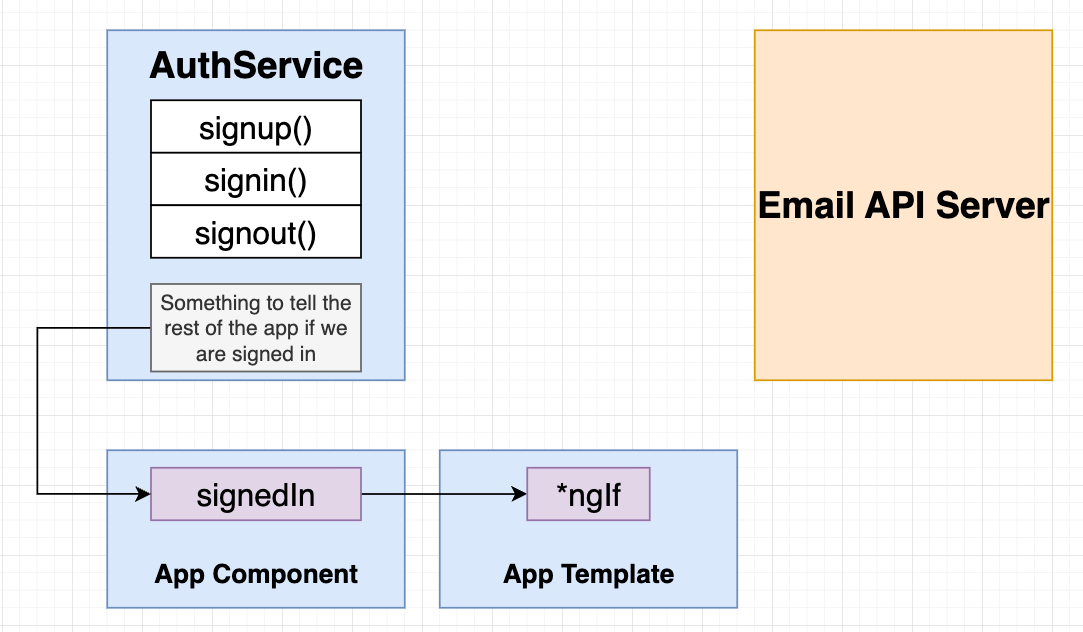 AuthService
signup()
signin()
signout()
Something to tell the
rest of the app if we
are signed in
Email API Server
signedIn
App Component
*ngIf
App Template